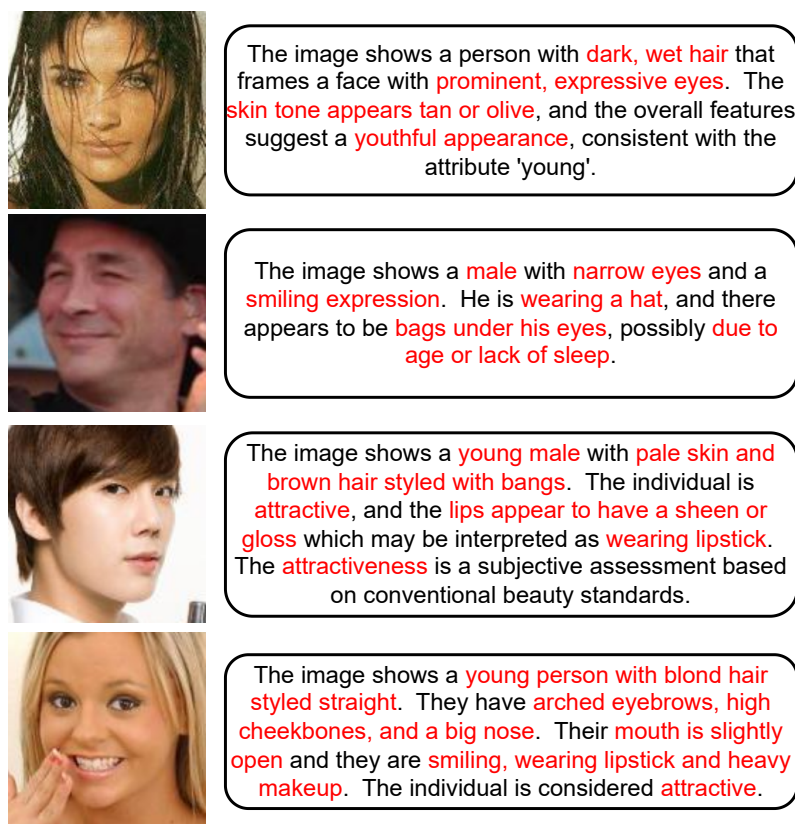 The image shows a person with dark, wet hair that
frames a face with prominent, expressive eyes.  The
skin tone appears tan or olive, and the overall features
suggest a youthful appearance, consistent with the
attribute 'young'.
The image shows a male with narrow eyes and a
smiling expression.  He is wearing a hat, and there
appears to be bags under his eyes, possibly due to
age or lack of sleep.
The image shows a young male with pale skin and
brown hair styled with bangs.  The individual is
attractive, and the lips appear to have a sheen or
gloss which may be interpreted as wearing lipstick.
The attractiveness is a subjective assessment based
on conventional beauty standards.
The image shows a young person with blond hair
styled straight.  They have arched eyebrows, high
cheekbones, and a big nose.  Their mouth is slightly
open and they are smiling, wearing lipstick and heavy
makeup.  The individual is considered attractive.